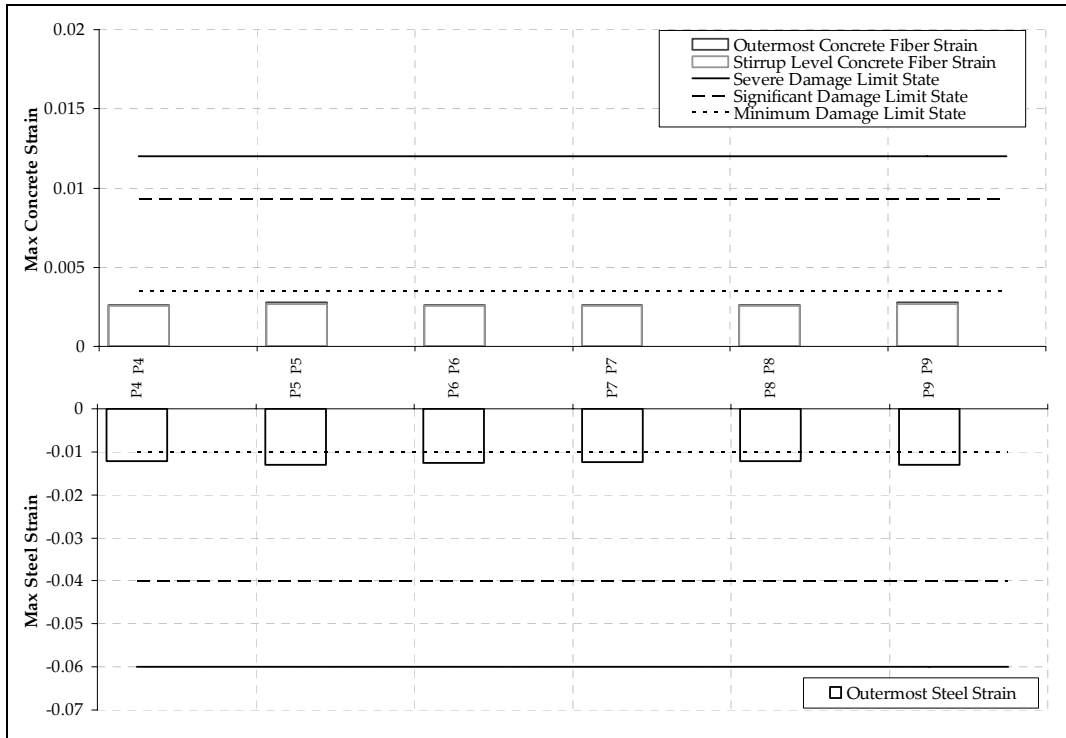 0.02
0.015
0.01
0.005
0
Max Concrete Strain
Outermost Concrete Fiber Strain
Stirrup Level Concrete Fiber Strain
Severe Damage Limit State
Significant Damage Limit State
Minimum Damage Limit State
P4 P4
P5 P5
P6 P6
P7 P7
P8 P8
P9 P9
0
-0.01
-0.02
-0.03
-0.04
-0.05
-0.06
-0.07
Max Steel Strain
Outermost Steel Strain